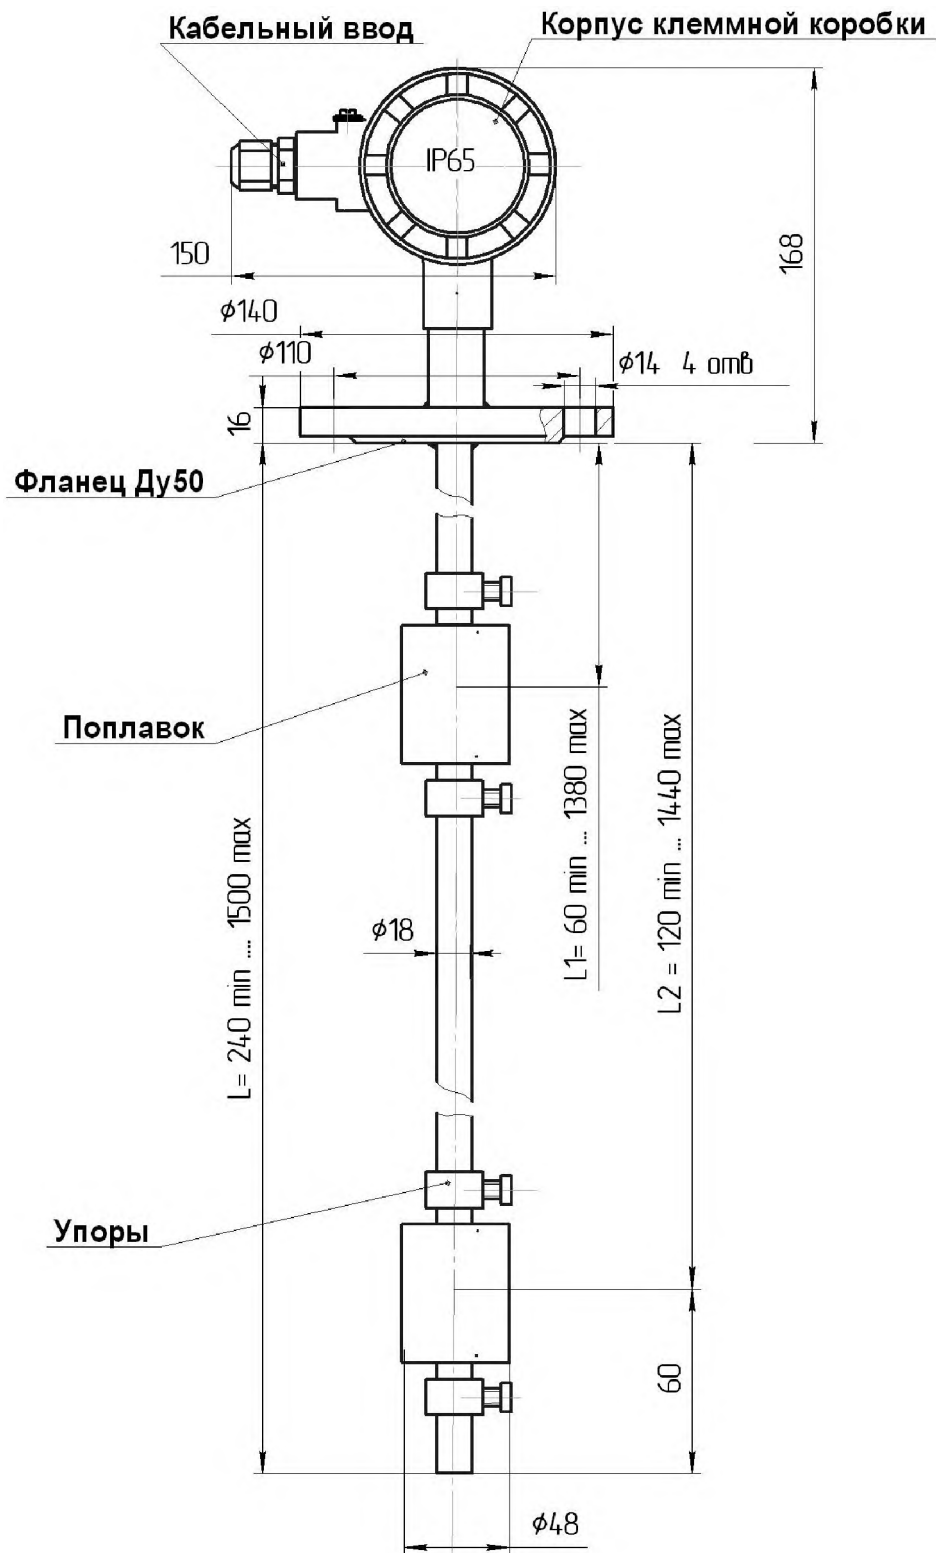 Кабельный ввод
Корпус клеммной коробки
IP65
150
168
ϕ140
ϕ110
ϕ14 4 отв
16
Фланец Ду50
Поплавок
L= 240 min .... 1500 max
L1= 60 min ... 1380 max
L2 = 120 min ... 1440 max
ϕ18
Упоры
60
ϕ48